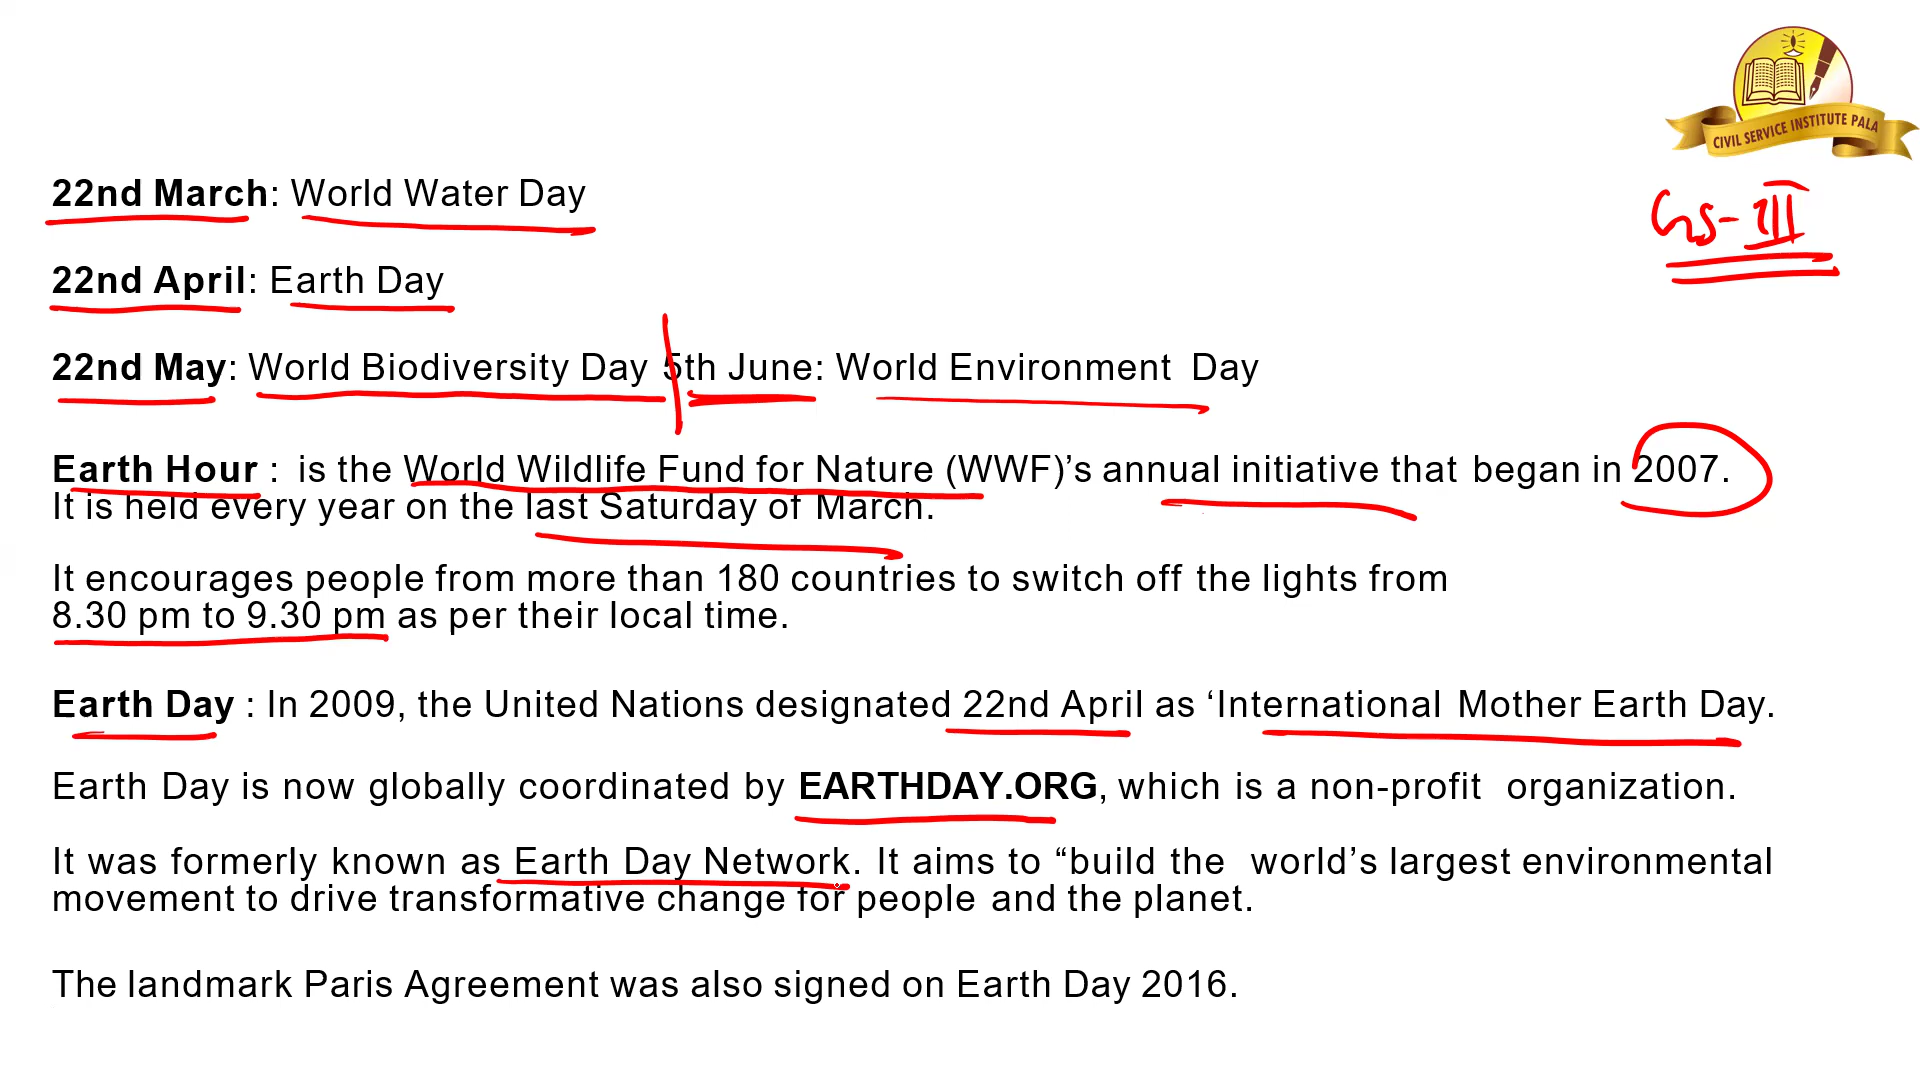 CIVIL SERVICE INSTITUTE PALA
GS-III
22nd March: World Water Day
22nd April: Earth Day
22nd May: World Biodiversity Day 5th June: World Environment Day
Earth Hour : is the World Wildlife Fund for Nature (WWF)’s annual initiative that began in 2007.
It is held every year on the last Saturday of March.
It encourages people from more than 180 countries to switch off the lights from
8.30 pm to 9.30 pm as per their local time.
Earth Day : In 2009, the United Nations designated 22nd April as ‘International Mother Earth Day.
Earth Day is now globally coordinated by EARTHDAY.ORG, which is a non-profit organization.
It was formerly known as Earth Day Network. It aims to “build the world’s largest environmental
movement to drive transformative change for people and the planet.
The landmark Paris Agreement was also signed on Earth Day 2016.